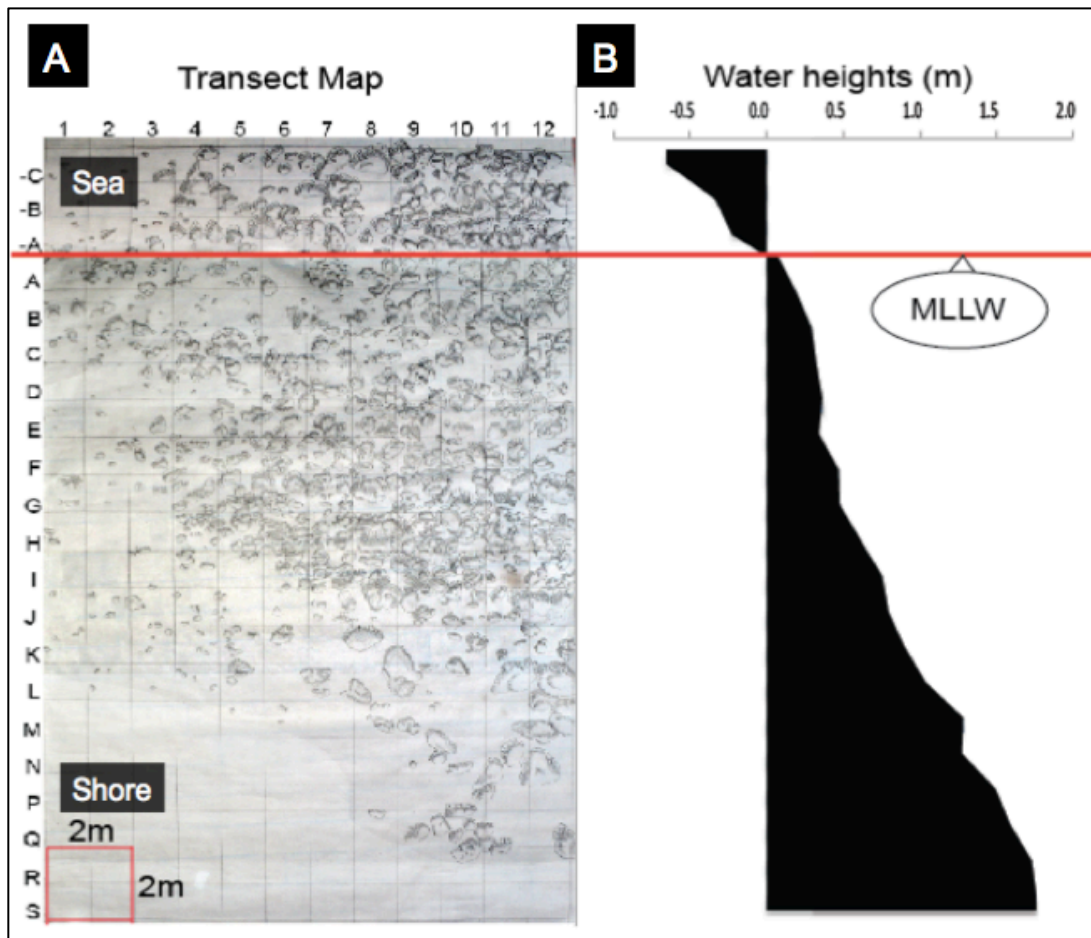 A
Transect Map
1 2 3 4 5 6 7 8 9 10 11 12
Sea
-C
-B
-A
A
B
C
D
E
F
G
H
I
J
K
L
M
N
P
Q
R
S
Shore
2m
2m
B
Water heights (m)
-1.0 -0.5 0.0 0.5 1.0 1.5 2.0
MLLW